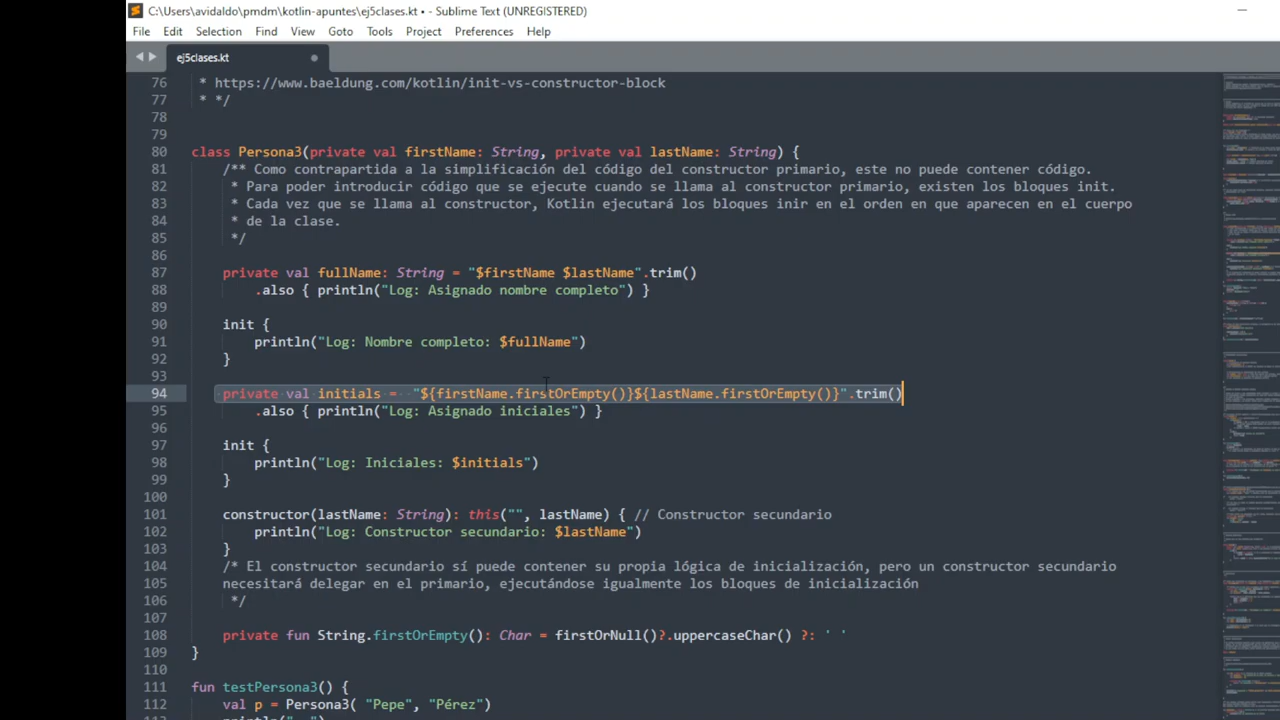 C:\Users\avidaldo\pmdm\kotlin-apuntes\ej5clases.kt • - Sublime Text (UNREGISTERED)
File Edit Selection Find View Goto Tools Project Preferences Help
ej5clases.kt
76 * https://www.baeldung.com/kotlin/init-vs-constructor-block
77 * */
78
79
80 class Persona3(private val firstName: String, private val lastName: String) {
81 /** Como contrapartida a la simplificación del código del constructor primario, este no puede contener código.
82 * Para poder introducir código que se ejecute cuando se llama al constructor primario, existen los bloques init.
83 * Cada vez que se llama al constructor, Kotlin ejecutará los bloques inir en el orden en que aparecen en el cuerpo
84 * de la clase.
85 */
86
87 private val fullName: String = "$firstName $lastName".trim()
88 .also { println("Log: Asignado nombre completo") }
89
90 init {
91 println("Log: Nombre completo: $fullName")
92 }
93
94 private val initials = "${firstName.firstOrEmpty()}${lastName.firstOrEmpty()}".trim()
95 .also { println("Log: Asignado iniciales") }
96
97 init {
98 println("Log: Iniciales: $initials")
99 }
100
101 constructor(lastName: String): this("", lastName) { // Constructor secundario
102 println("Log: Constructor secundario: $lastName")
103 }
104 /* El constructor secundario sí puede contener su propia lógica de inicialización, pero un constructor secundario
105 necesitará delegar en el primario, ejecutándose igualmente los bloques de inicialización
106 */
107
108 private fun String.firstOrEmpty(): Char = firstOrNull()?.uppercaseChar() ?: ' '
109 }
110
111 fun testPersona3() {
112 val p = Persona3( "Pepe", "Pérez")